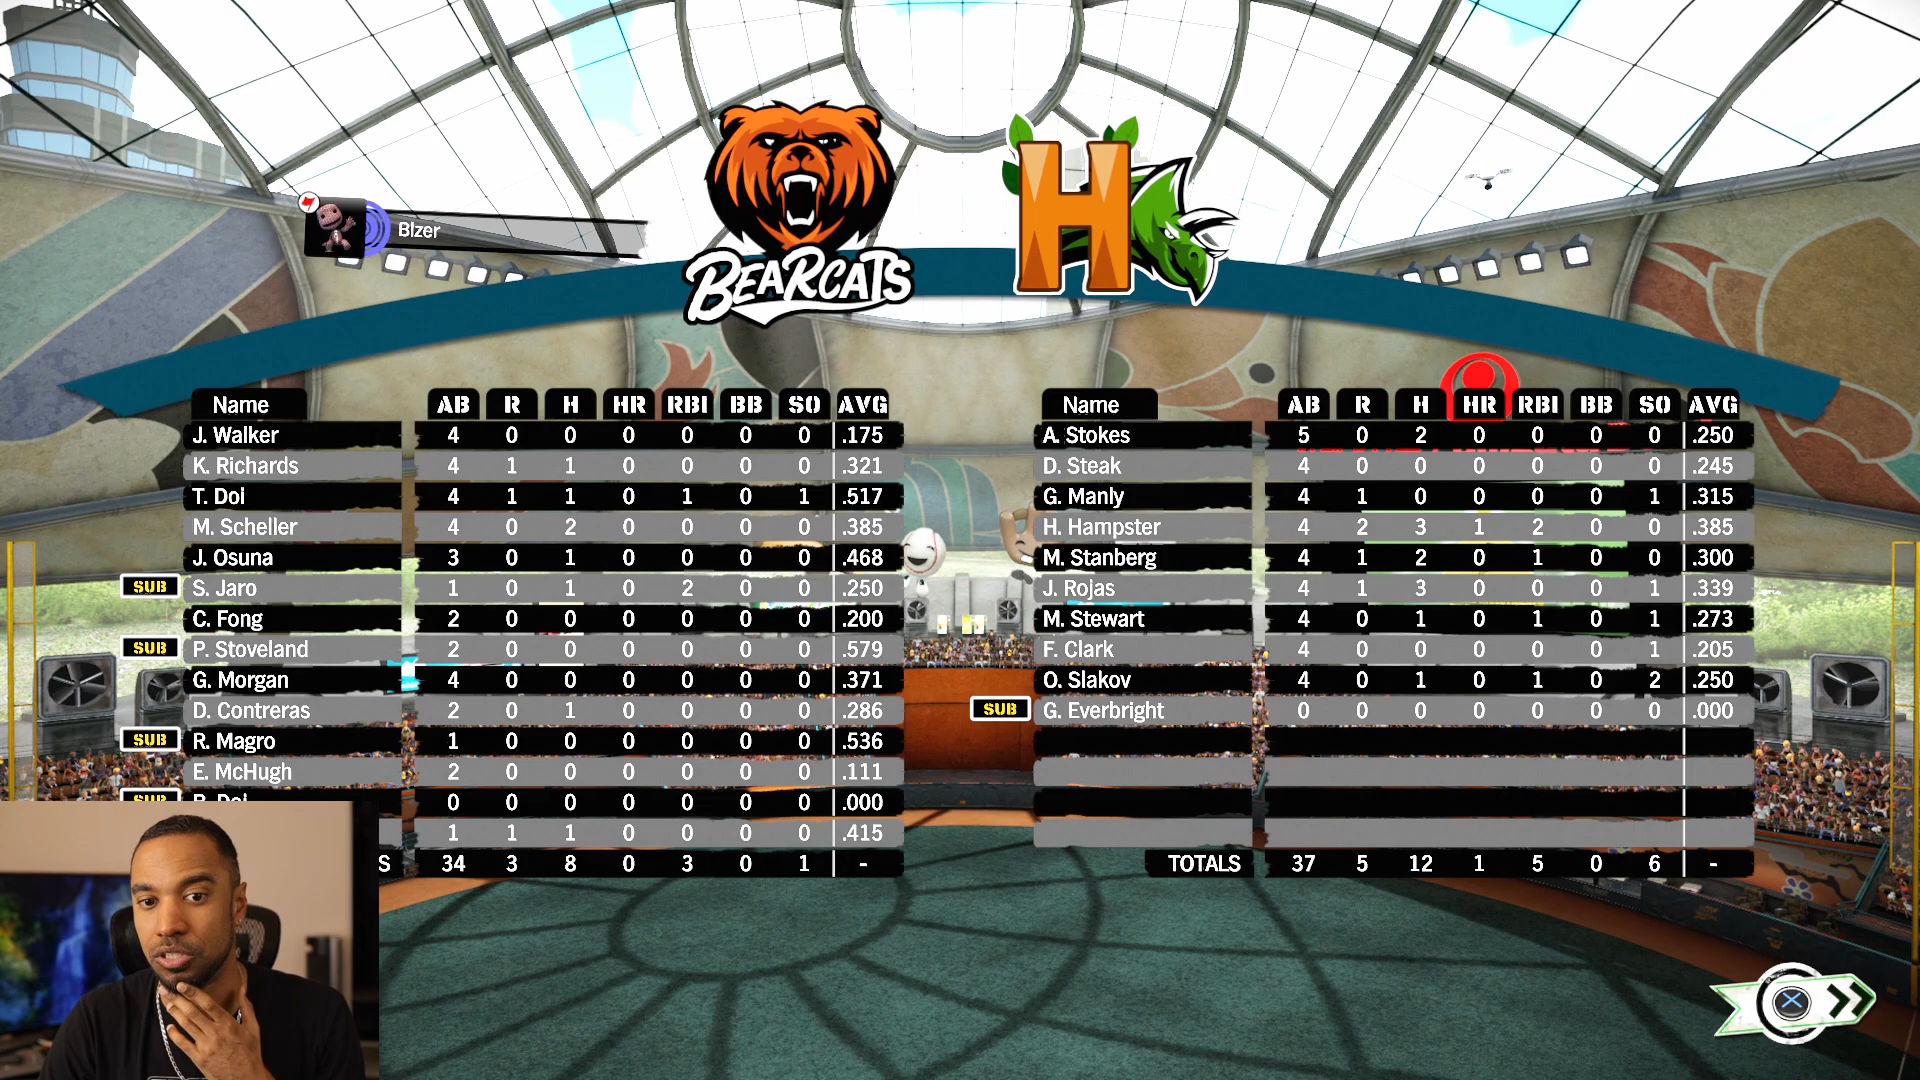 Blzer
BEARCATS
H
Name AB R H HR RBI BB SO AVG
J. Walker 4 0 0 0 0 0 0 .175
K. Richards 4 1 1 0 0 0 0 .321
T. Doi 4 1 1 0 1 0 1 .517
M. Scheller 4 0 2 0 0 0 0 .385
J. Osuna 3 0 1 0 0 0 0 .468
SUB S. Jaro 1 0 1 0 2 0 0 .250
C. Fong 2 0 0 0 0 0 0 .200
SUB P. Stoveland 2 0 0 0 0 0 0 .579
G. Morgan 4 0 0 0 0 0 0 .371
D. Contreras 2 0 1 0 0 0 0 .286
SUB R. Magro 1 0 0 0 0 0 0 .536
E. McHugh 2 0 0 0 0 0 0 .111
SUB 0 0 0 0 0 0 0 .000
1 1 1 0 0 0 0 .415
S 34 3 8 0 3 0 1 -
Name AB R H HR RBI BB SO AVG
A. Stokes 5 0 2 0 0 0 0 .250
D. Steak 4 0 0 0 0 0 0 .245
G. Manly 4 1 0 0 0 0 1 .315
H. Hampster 4 2 3 1 2 0 0 .385
M. Stanberg 4 1 2 0 1 0 0 .300
J. Rojas 4 1 3 0 0 0 1 .339
M. Stewart 4 0 1 0 1 0 1 .273
F. Clark 4 0 0 0 0 0 1 .205
O. Slakov 4 0 1 0 1 0 2 .250
SUB G. Everbright 0 0 0 0 0 0 0 .000
TOTALS 37 5 12 1 5 0 6 -